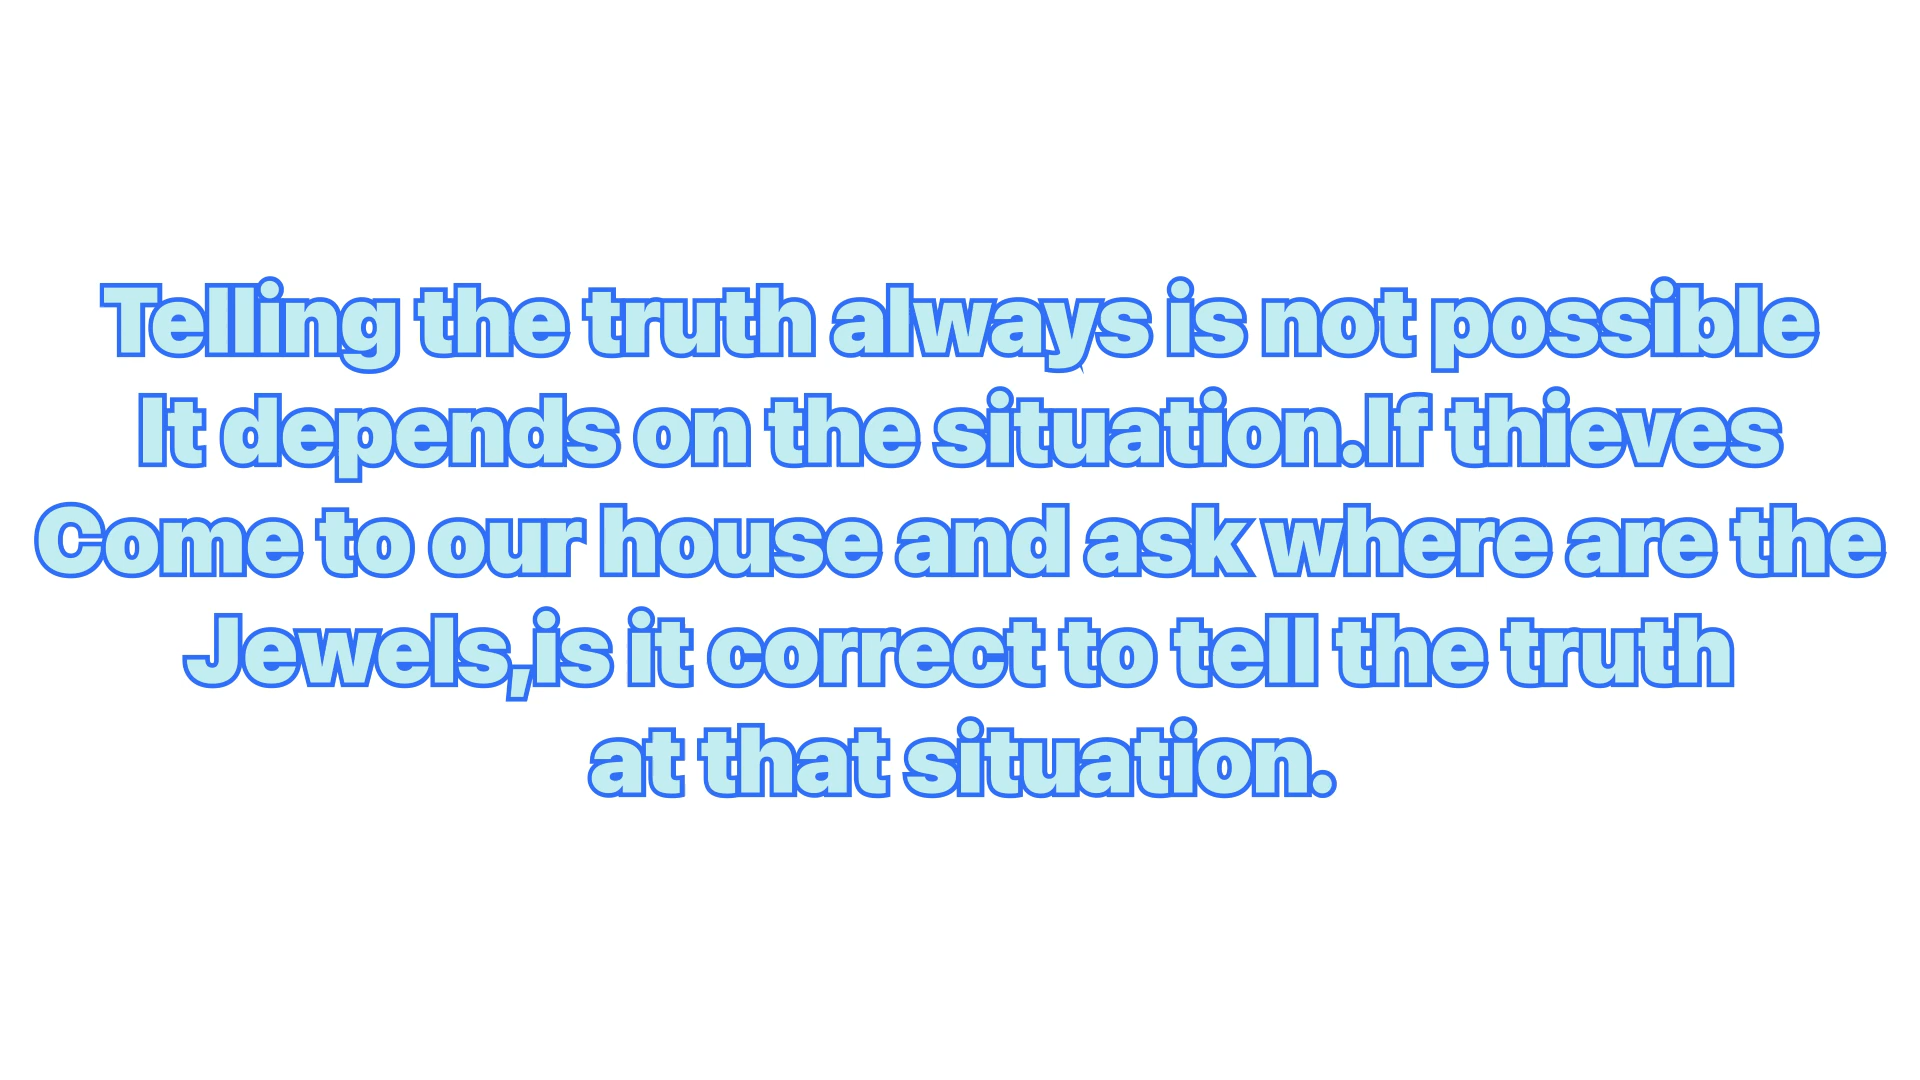 Telling the truth always is not possible
It depends on the situation.If thieves
Come to our house and ask where are the
Jewels,is it correct to tell the truth
at that situation.